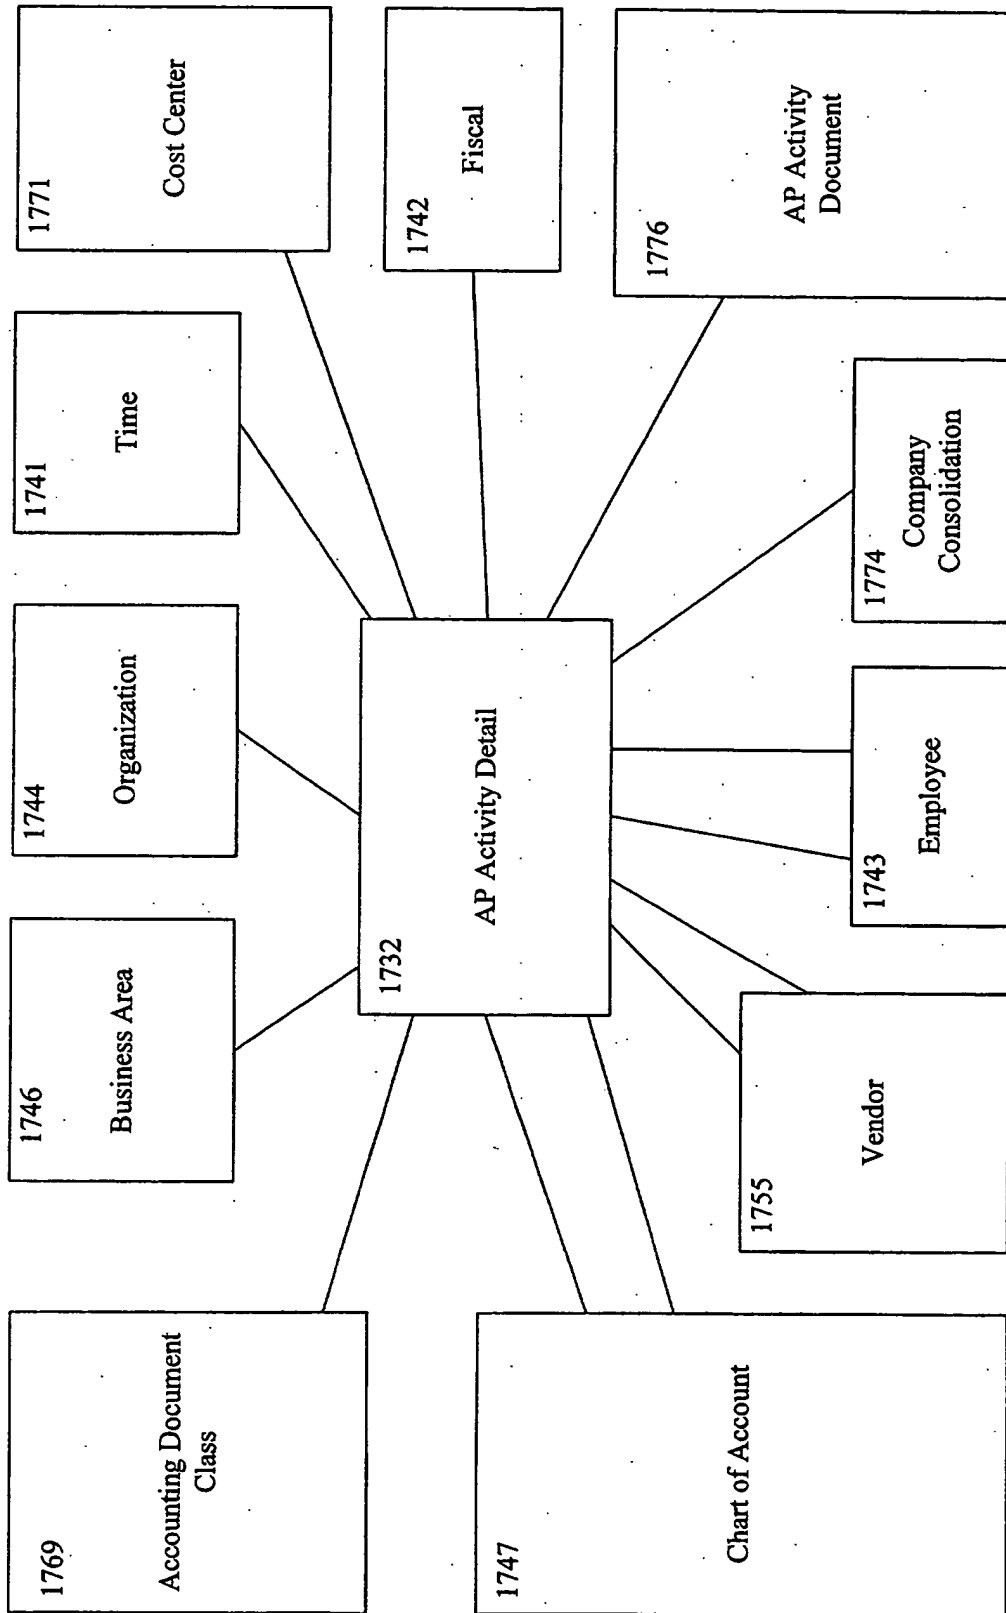 1769
Accounting Document
Class
1746
Business Area
1744
Organization
1741
Time
1771
Cost Center
1732
AP Activity Detail
1742
Fiscal
1747
Chart of Account
1755
Vendor
1743
Employee
1774
Company
Consolidation
1776
AP Activity
Document